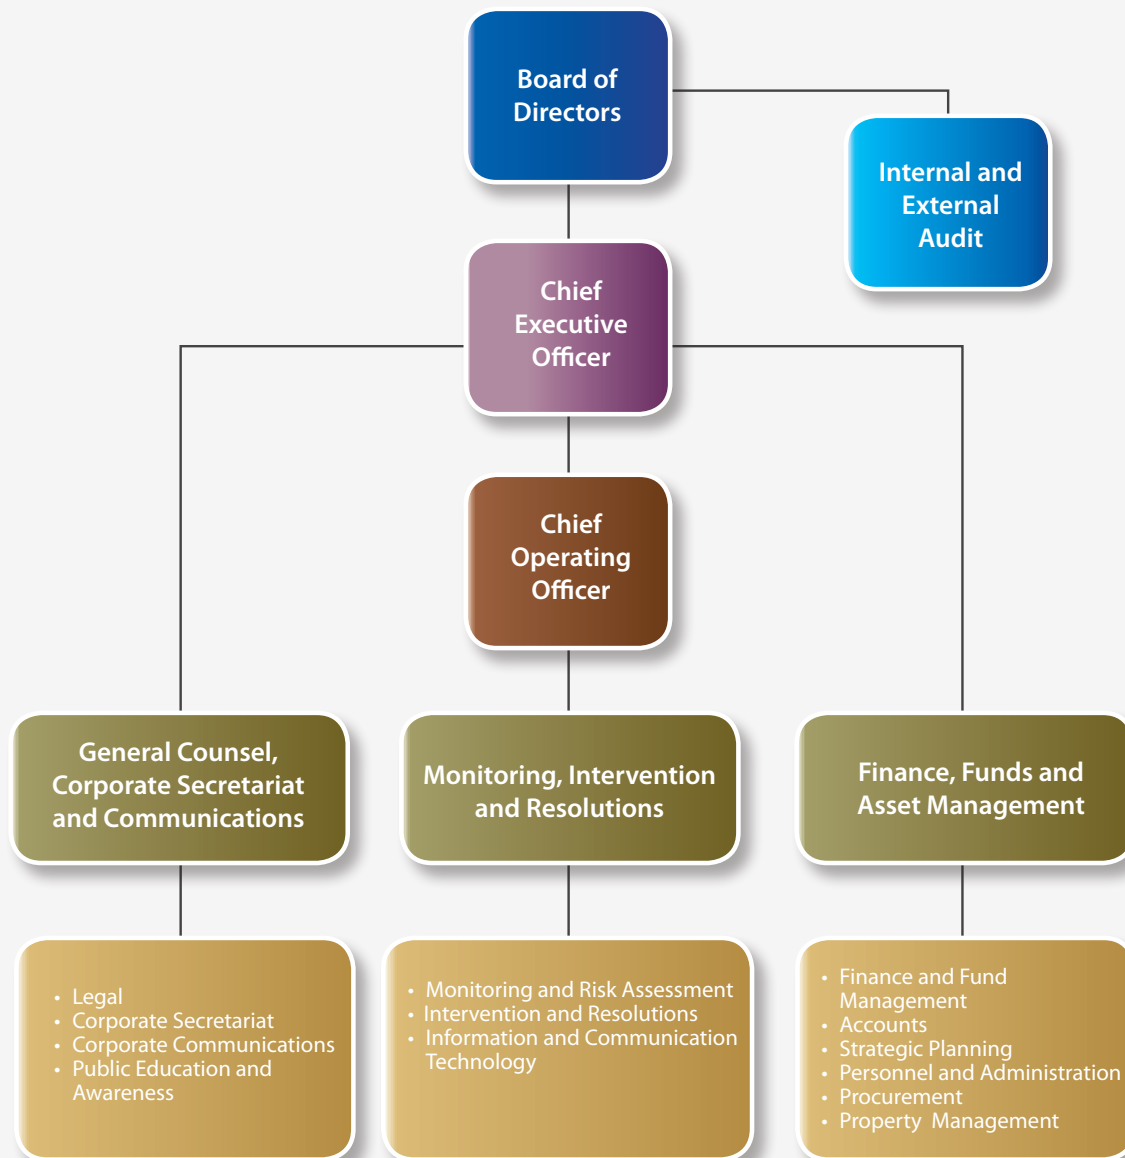 Board of
Directors
Internal and
External
Audit
Chief
Executive
Officer
Chief
Operating
Officer
General Counsel,
Corporate Secretariat
and Communications
Monitoring, Intervention
and Resolutions
Finance, Funds and
Asset Management
• Legal
• Corporate Secretariat
• Corporate Communications
• Public Education and
Awareness
• Monitoring and Risk Assessment
• Intervention and Resolutions
• Information and Communication
Technology
• Finance and Fund
Management
• Accounts
• Strategic Planning
• Personnel and Administration
• Procurement
• Property Management